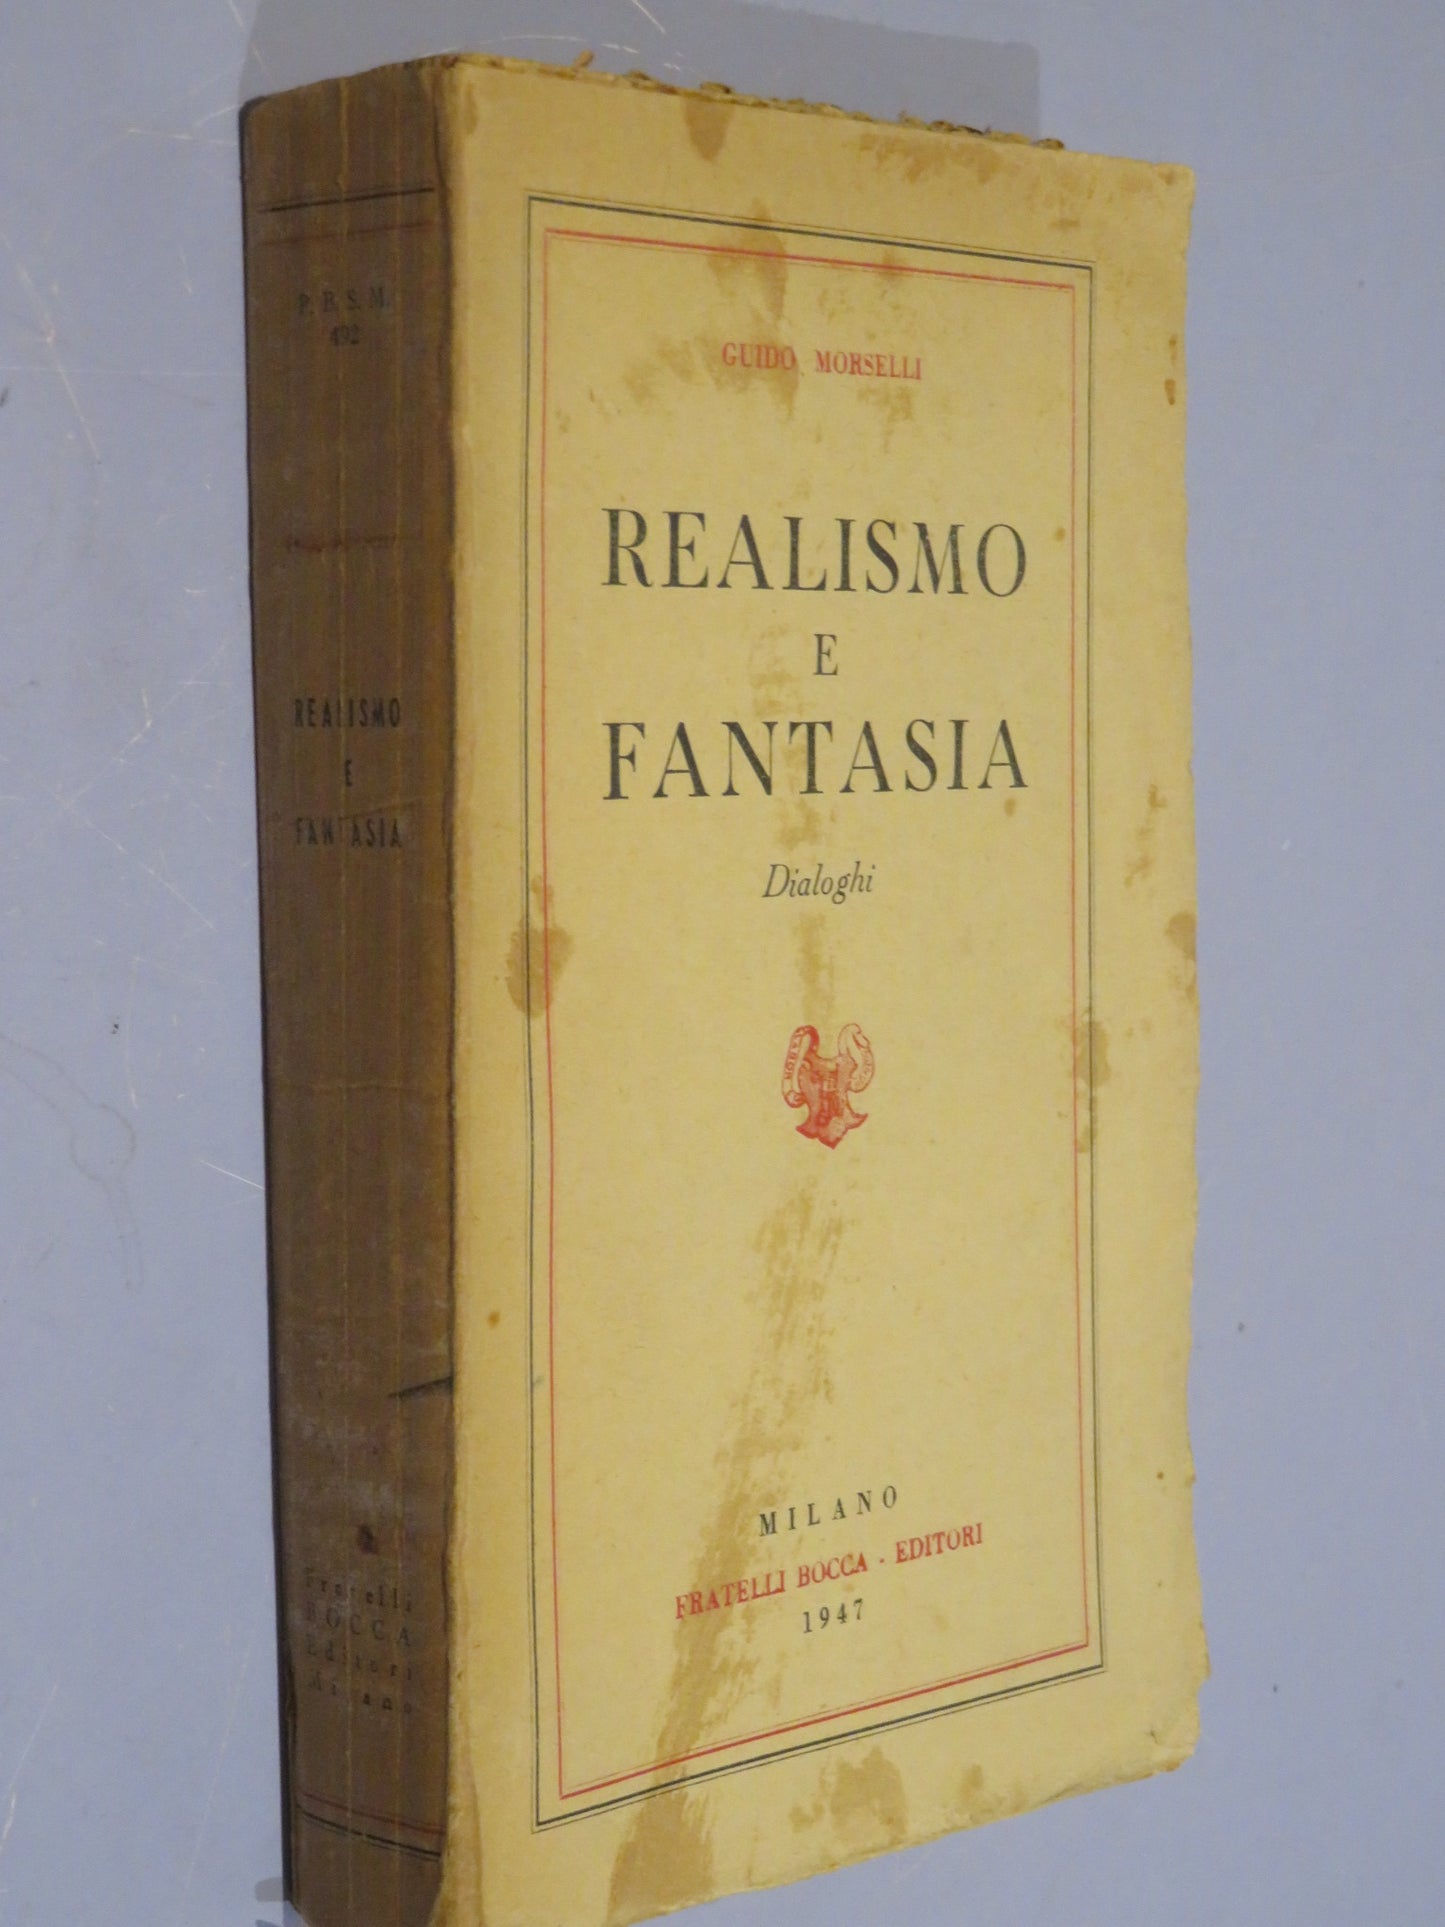 P. B. S. M.
492
REALISMO
E
FANTASIA
Fratelli
BOCCA
Editori
Milano
GUIDO MORSELLI
REALISMO
E
FANTASIA
Dialoghi
MILANO
FRATELLI BOCCA - EDITORI
1947